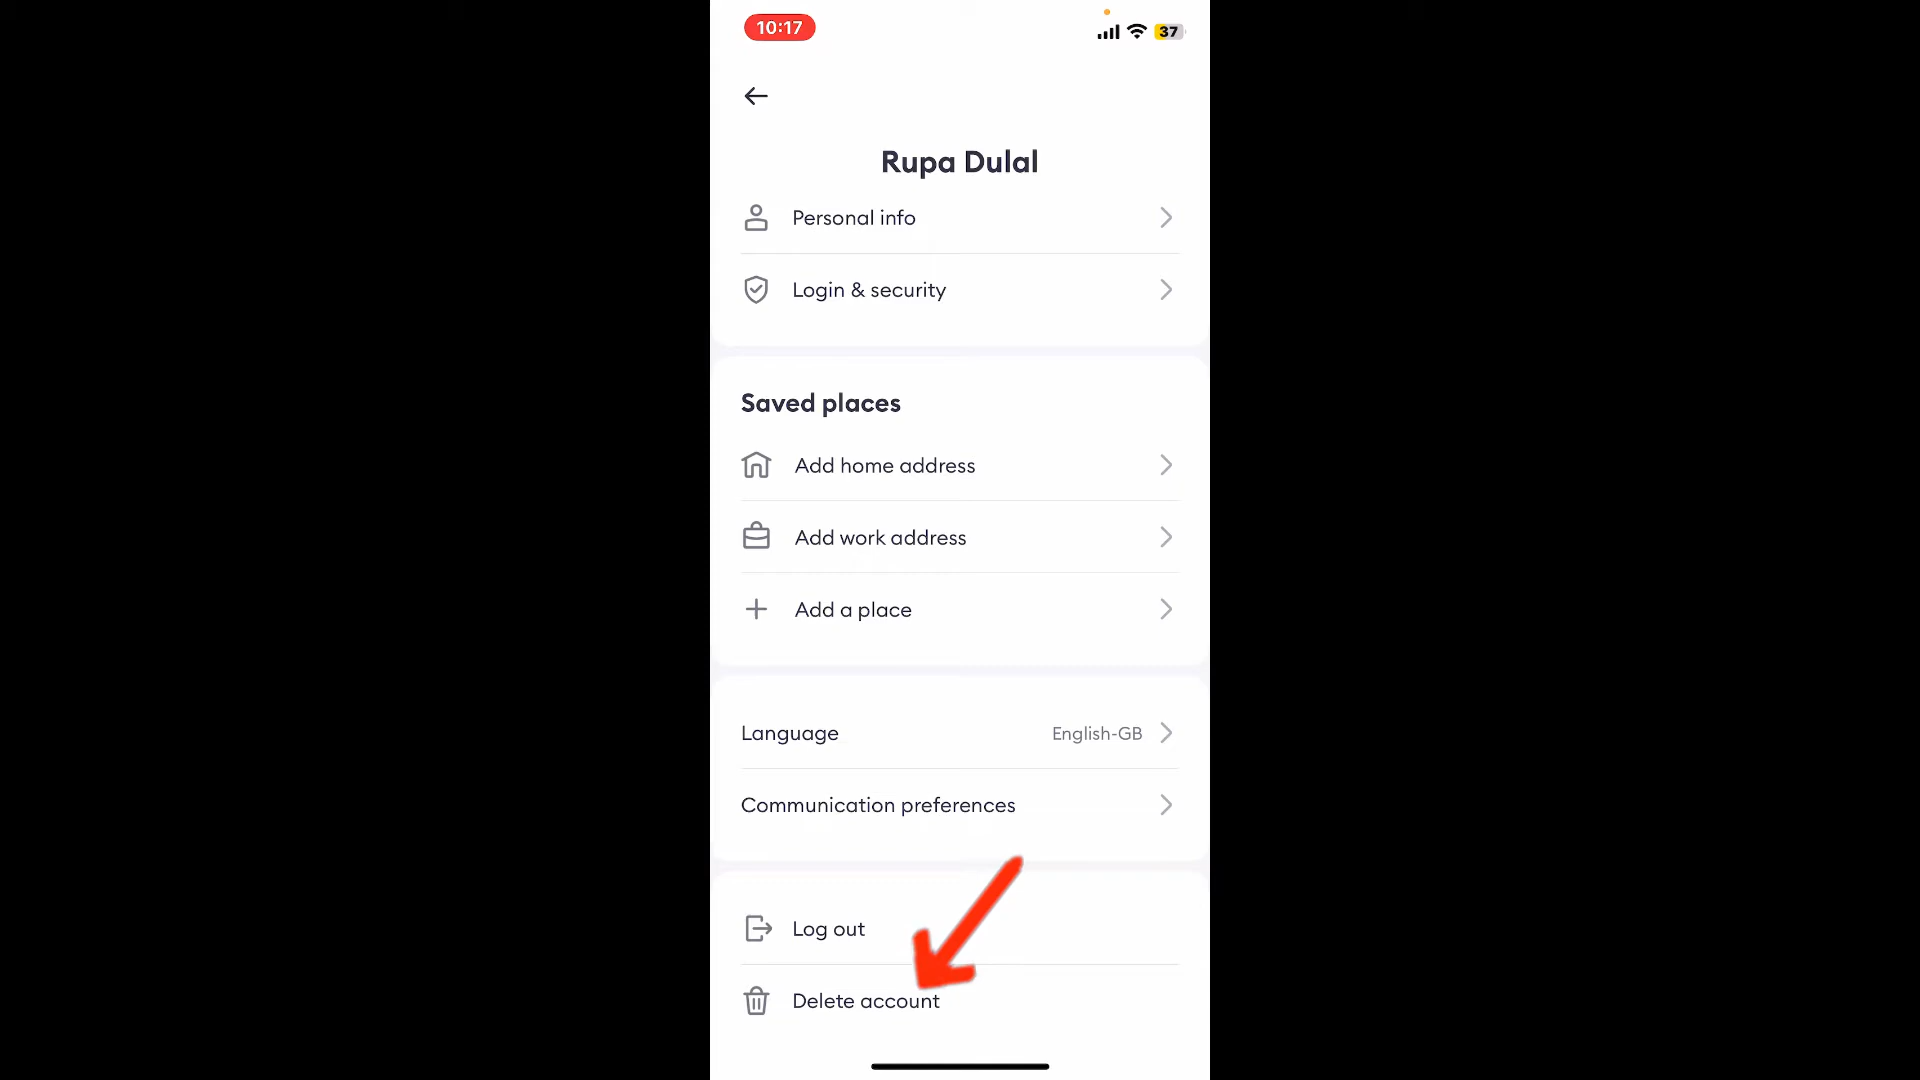 10:17
37
Rupa Dulal
Personal info
Login & security
Saved places
Add home address
Add work address
Add a place
Language English-GB
Communication preferences
Log out
Delete account